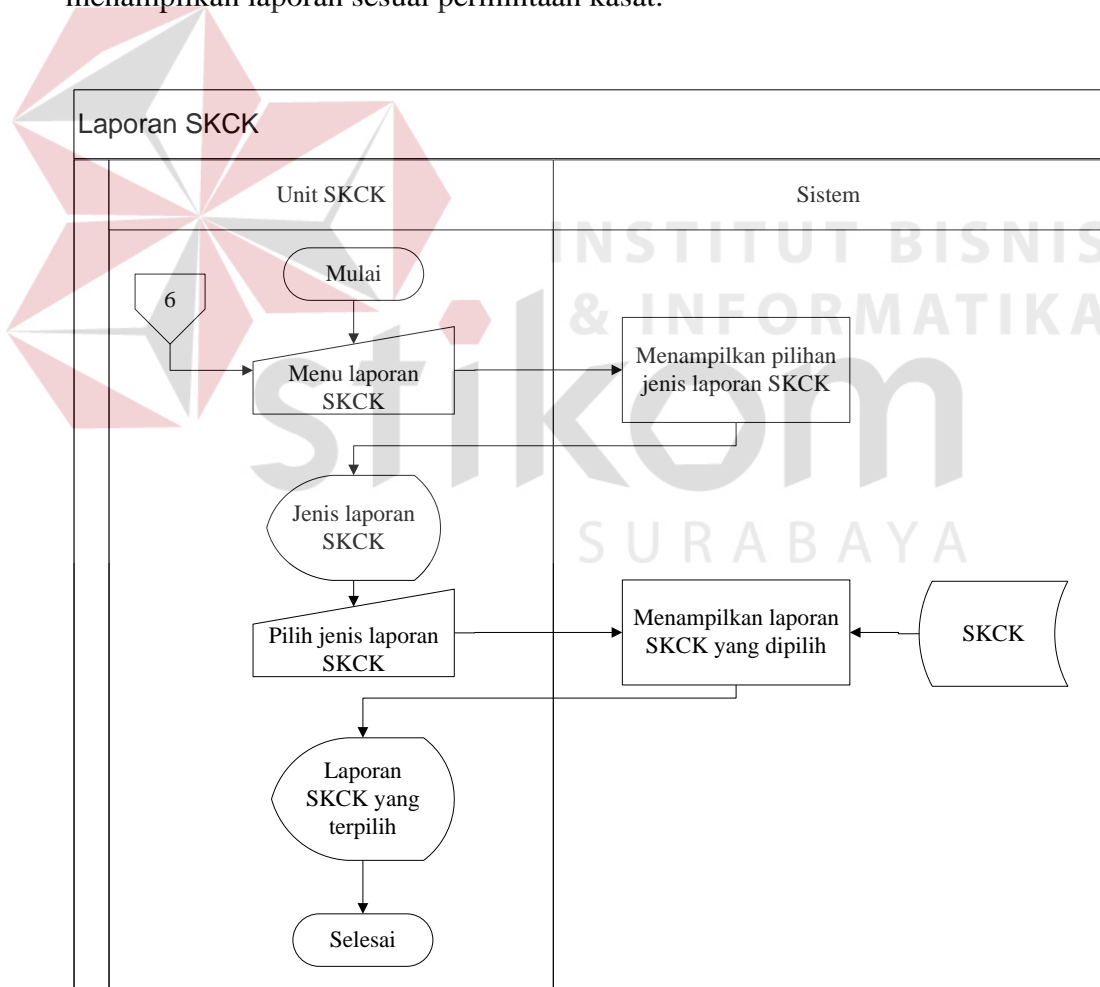 menampilkan laporan sesuai permintaan kasat.
Laporan SKCK
Unit SKCK
Sistem
INSTITUT BISNIS
& INFORMATIKA
stikom
SURABAYA
Mulai
6
Menu laporan
SKCK
Menampilkan pilihan
jenis laporan SKCK
Jenis laporan
SKCK
Pilih jenis laporan
SKCK
Menampilkan laporan
SKCK yang dipilih
SKCK
Laporan
SKCK yang
terpilih
Selesai